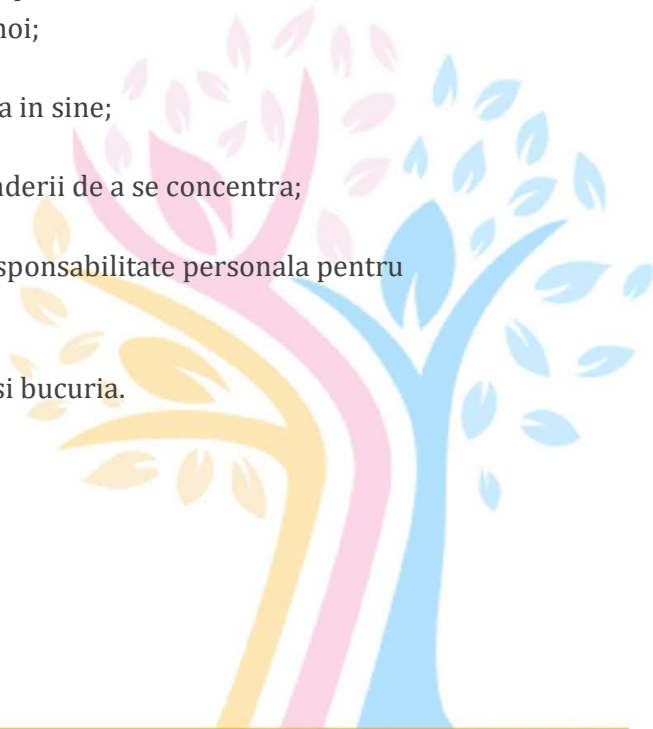 noi;
a in sine;
nderii de a se concentra;
sponsabilitate personala pentru
si bucuria.